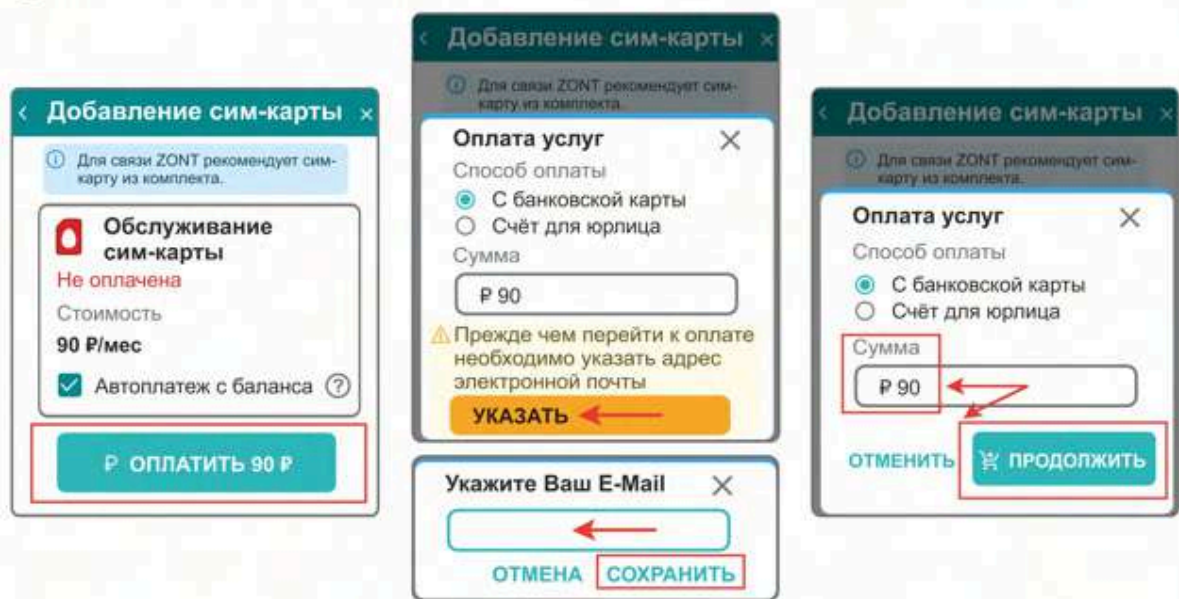 Добавление сим-карты
Для связи ZONT рекомендует сим-
карту из комплекта.
Обслуживание
сим-карты
Не оплачена
Стоимость
90 ₽/мес
Автоплатеж с баланса
₽ ОПЛАТИТЬ 90 ₽
Добавление сим-карты
Для связи ZONT рекомендует сим-
карту из комплекта.
Оплата услуг
Способ оплаты
С банковской карты
Счёт для юрлица
Сумма
₽ 90
Прежде чем перейти к оплате
необходимо указать адрес
электронной почты
УКАЗАТЬ
Укажите Ваш E-Mail
ОТМЕНА СОХРАНИТЬ
Добавление сим-карты
Для связи ZONT рекомендует сим-
карту из комплекта.
Оплата услуг
Способ оплаты
С банковской карты
Счёт для юрлица
Сумма
₽ 90
ОТМЕНИТЬ ПРОДОЛЖИТЬ